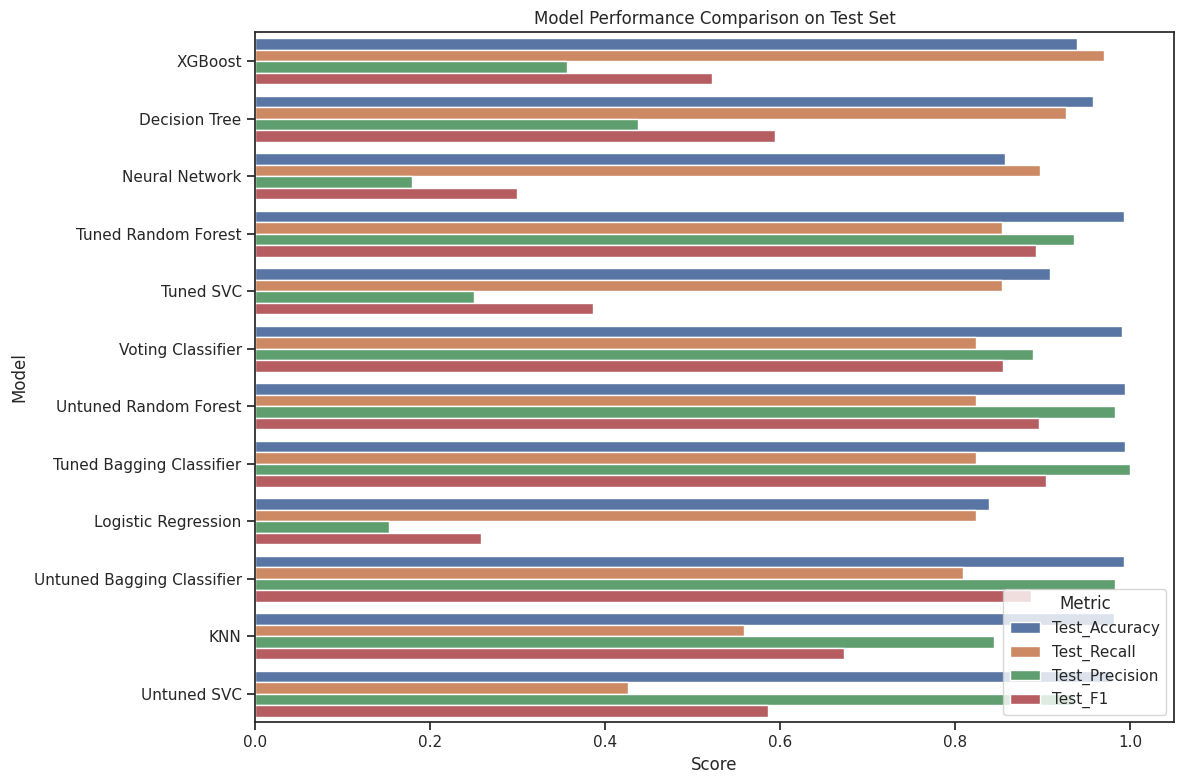 Model Performance Comparison on Test Set
Model
XGBoost
Decision Tree
Neural Network
Tuned Random Forest
Tuned SVC
Voting Classifier
Untuned Random Forest
Tuned Bagging Classifier
Logistic Regression
Untuned Bagging Classifier
KNN
Untuned SVC
Metric
Test_Accuracy
Test_Recall
Test_Precision
Test_F1
0.0 0.2 0.4 0.6 0.8 1.0
Score